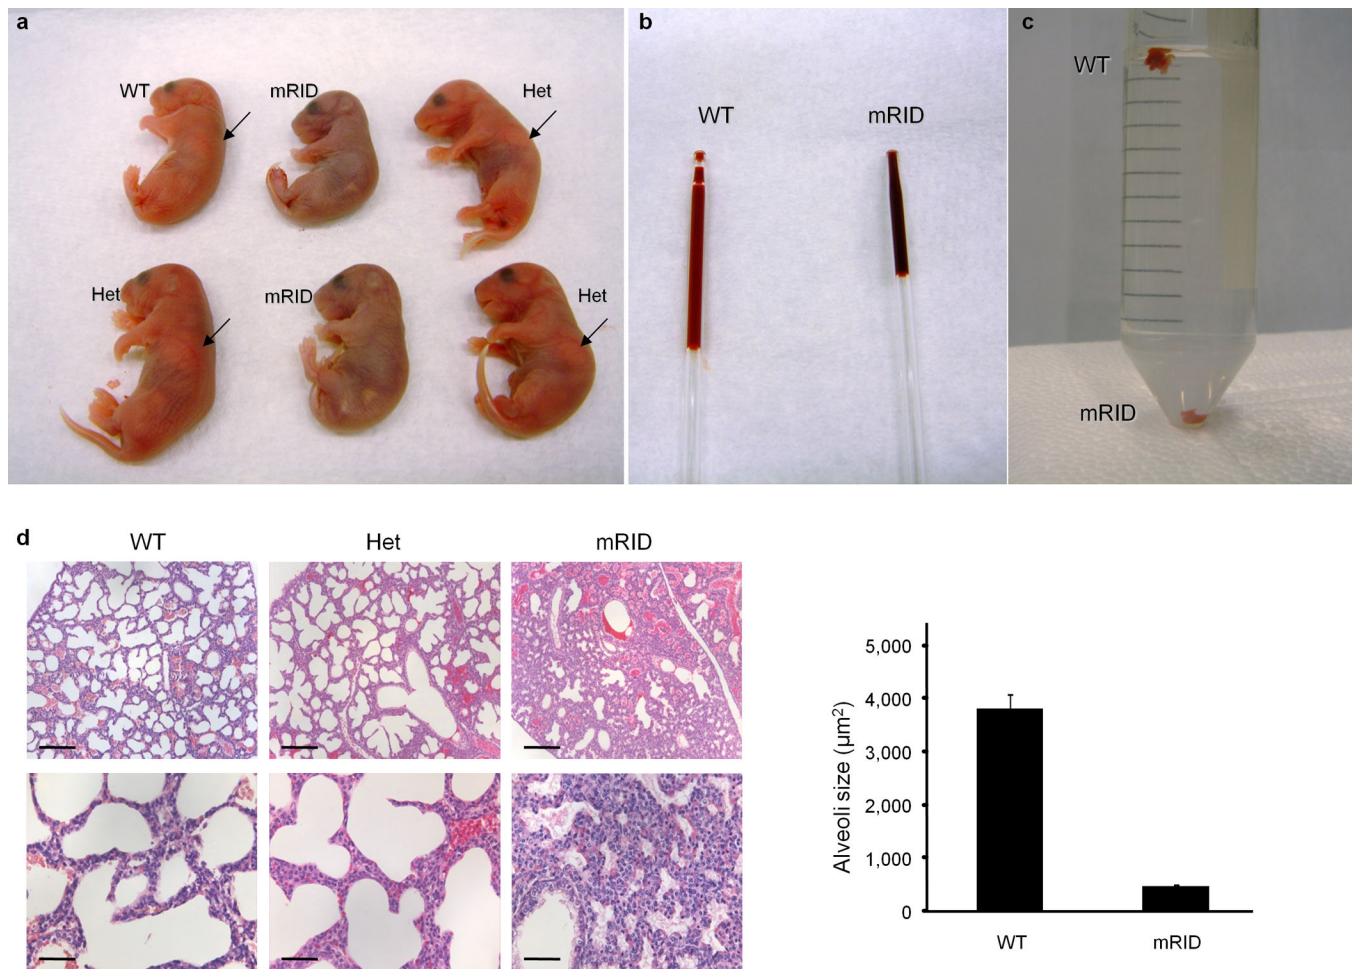 a
WT
mRID
Het
Het
mRID
Het
b
WT
mRID
c
WT
mRID
d
WT
Het
mRID
Alveoli size (µm²)
5,000
4,000
3,000
2,000
1,000
0
WT
mRID